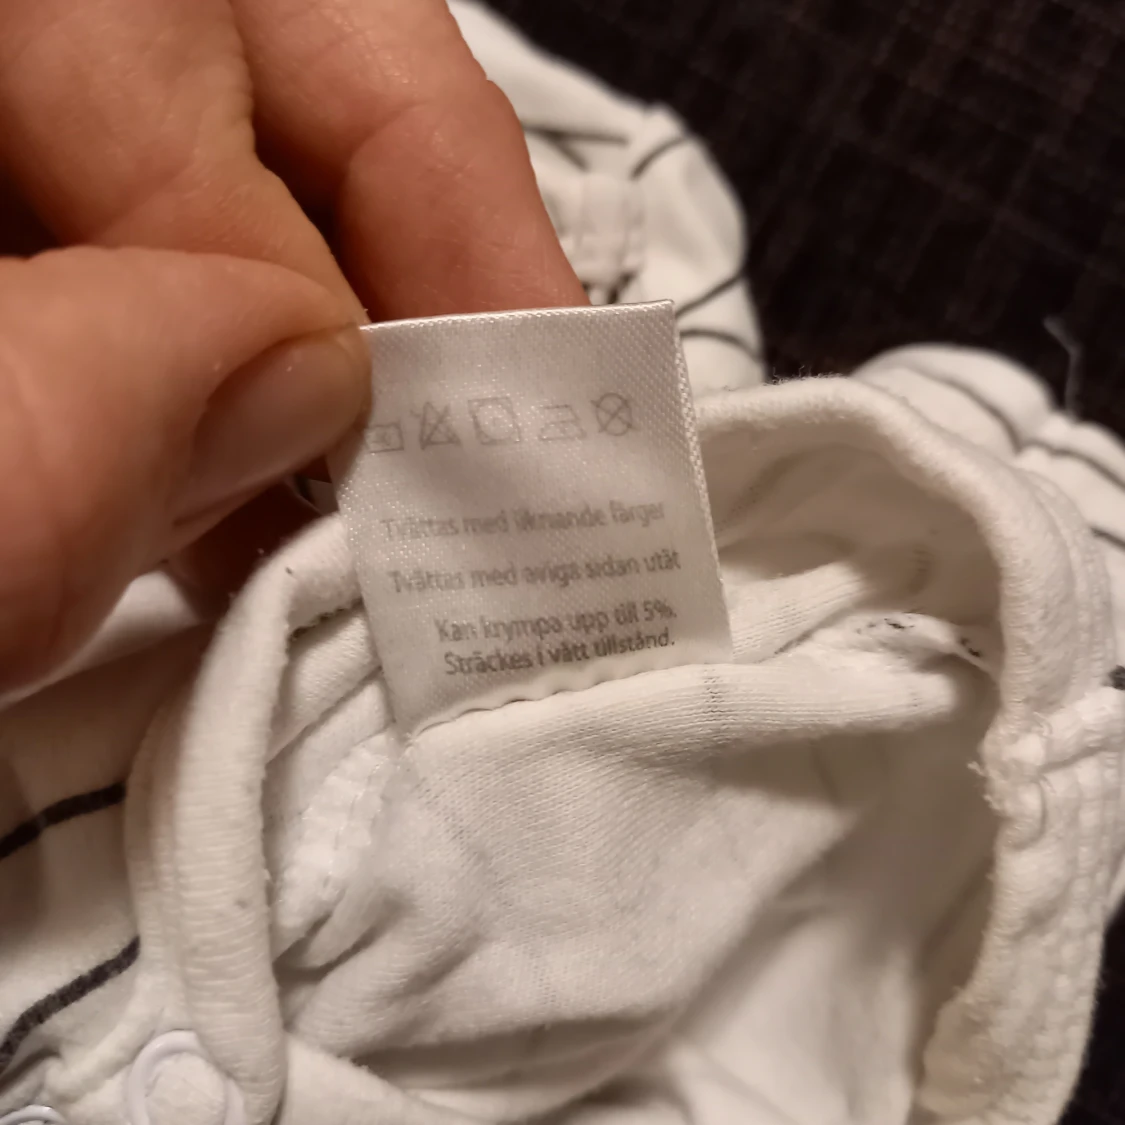 Tvättas med liknande färger
Tvättas med aviga sidan utåt
Kan krympa upp till 5%.
Sträckes i vått tillstånd.